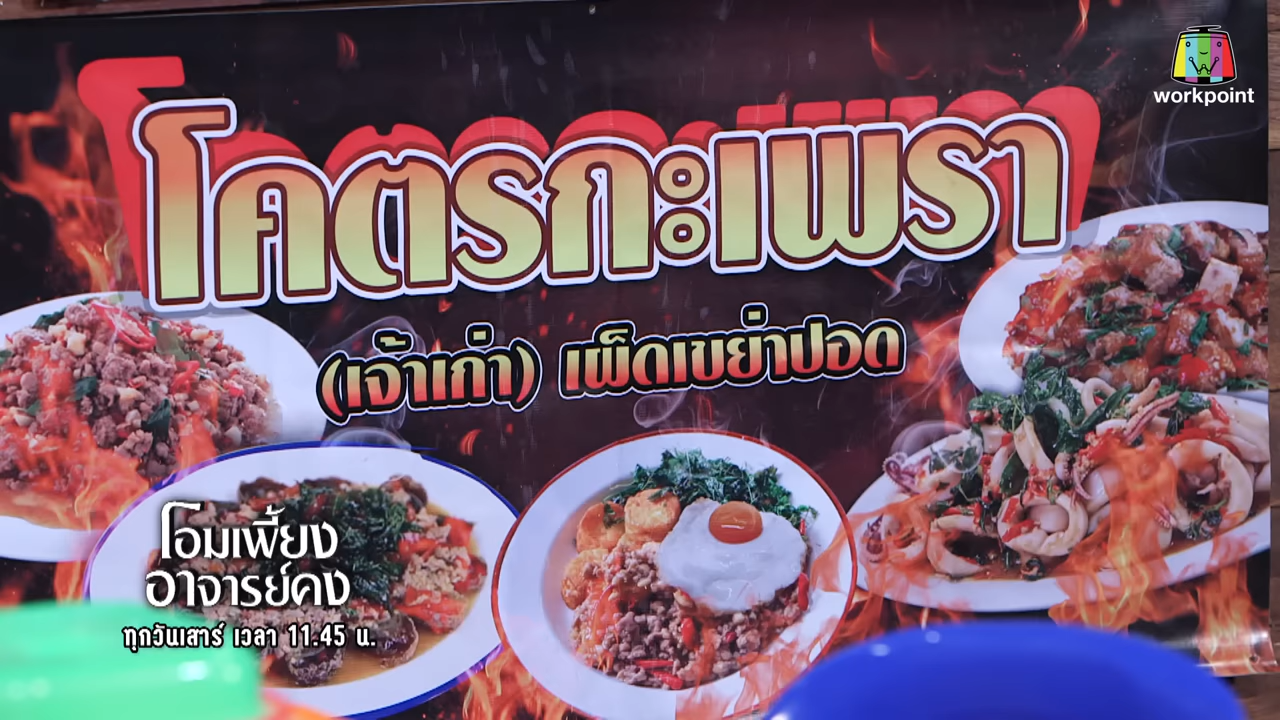 workpoint
โคตรกะเพรา
(เจ้าเก่า) เผ็ดเขย่าปอด
โอมเพี้ยง
อาจารย์คง
ทุกวันเสาร์ เวลา 11.45 น.